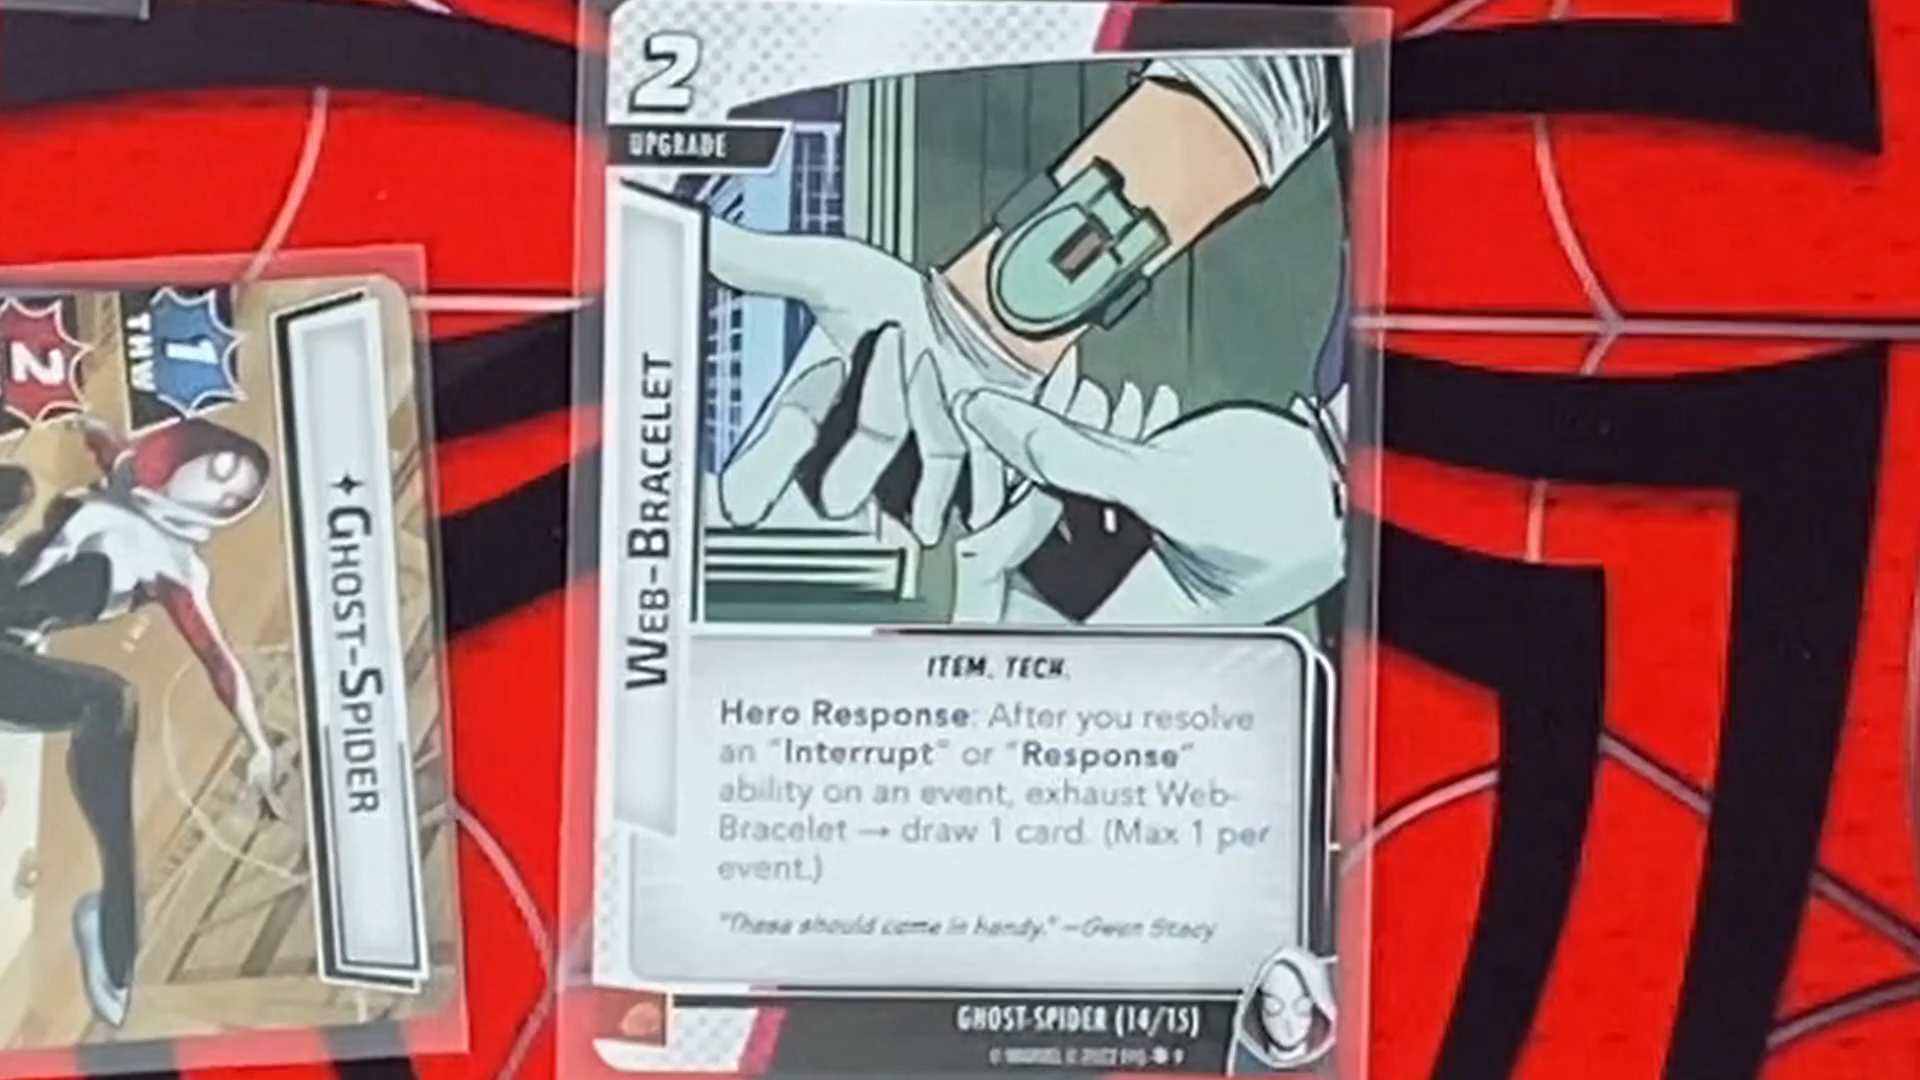 2
UPGRADE
WEB-BRACELET
ITEM. TECH.
Hero Response: After you resolve
an "Interrupt" or "Response"
ability on an event, exhaust Web-
Bracelet → draw 1 card. (Max 1 per
event.)
"These should come in handy." —Gwen Stacy
GHOST-SPIDER (14/15)
2
1
THW
GHOST-SPIDER